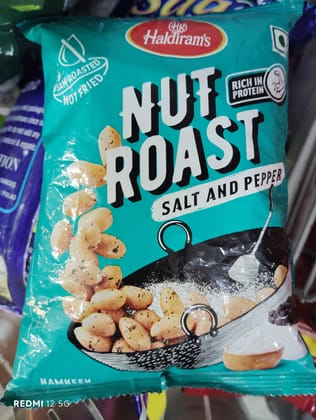 Haldiram's
PAN ROASTED
NOT FRIED
RICH IN
PROTEIN
NUT
ROAST
SALT AND PEPPER
NAMKEEN
REDMI 12 5G